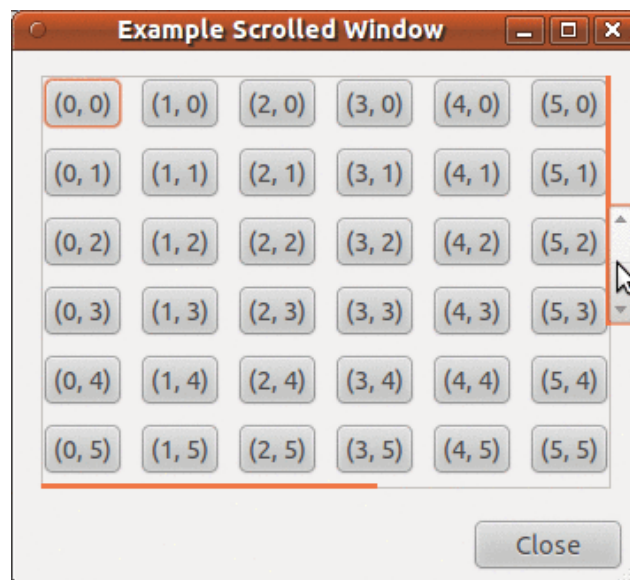 Example Scrolled Window
(0, 0) (1, 0) (2, 0) (3, 0) (4, 0) (5, 0)
(0, 1) (1, 1) (2, 1) (3, 1) (4, 1) (5, 1)
(0, 2) (1, 2) (2, 2) (3, 2) (4, 2) (5, 2)
(0, 3) (1, 3) (2, 3) (3, 3) (4, 3) (5, 3)
(0, 4) (1, 4) (2, 4) (3, 4) (4, 4) (5, 4)
(0, 5) (1, 5) (2, 5) (3, 5) (4, 5) (5, 5)
Close